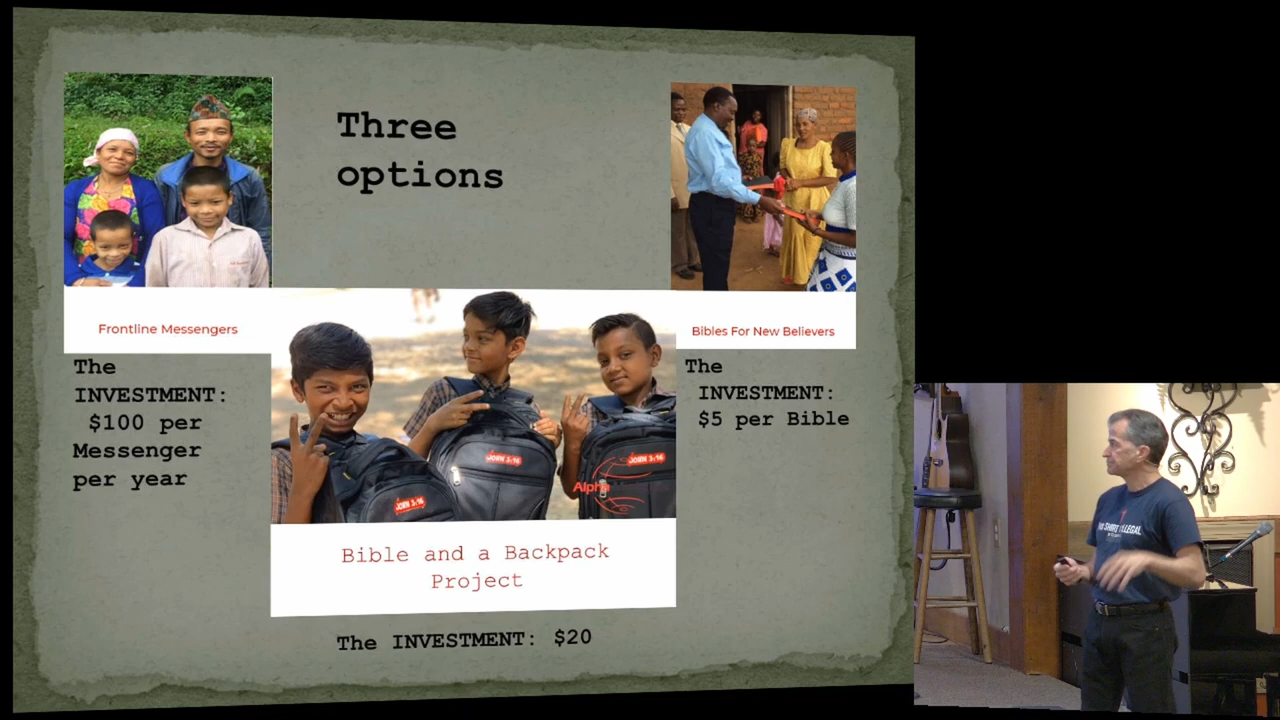 Three
options
Frontline Messengers
The
INVESTMENT:
$100 per
Messenger
per year
Bibles For New Believers
The
INVESTMENT:
$5 per Bible
JOHN 3:16
JOHN 3:16
JOHN 3:16
Alpha
Bible and a Backpack
Project
The INVESTMENT: $20